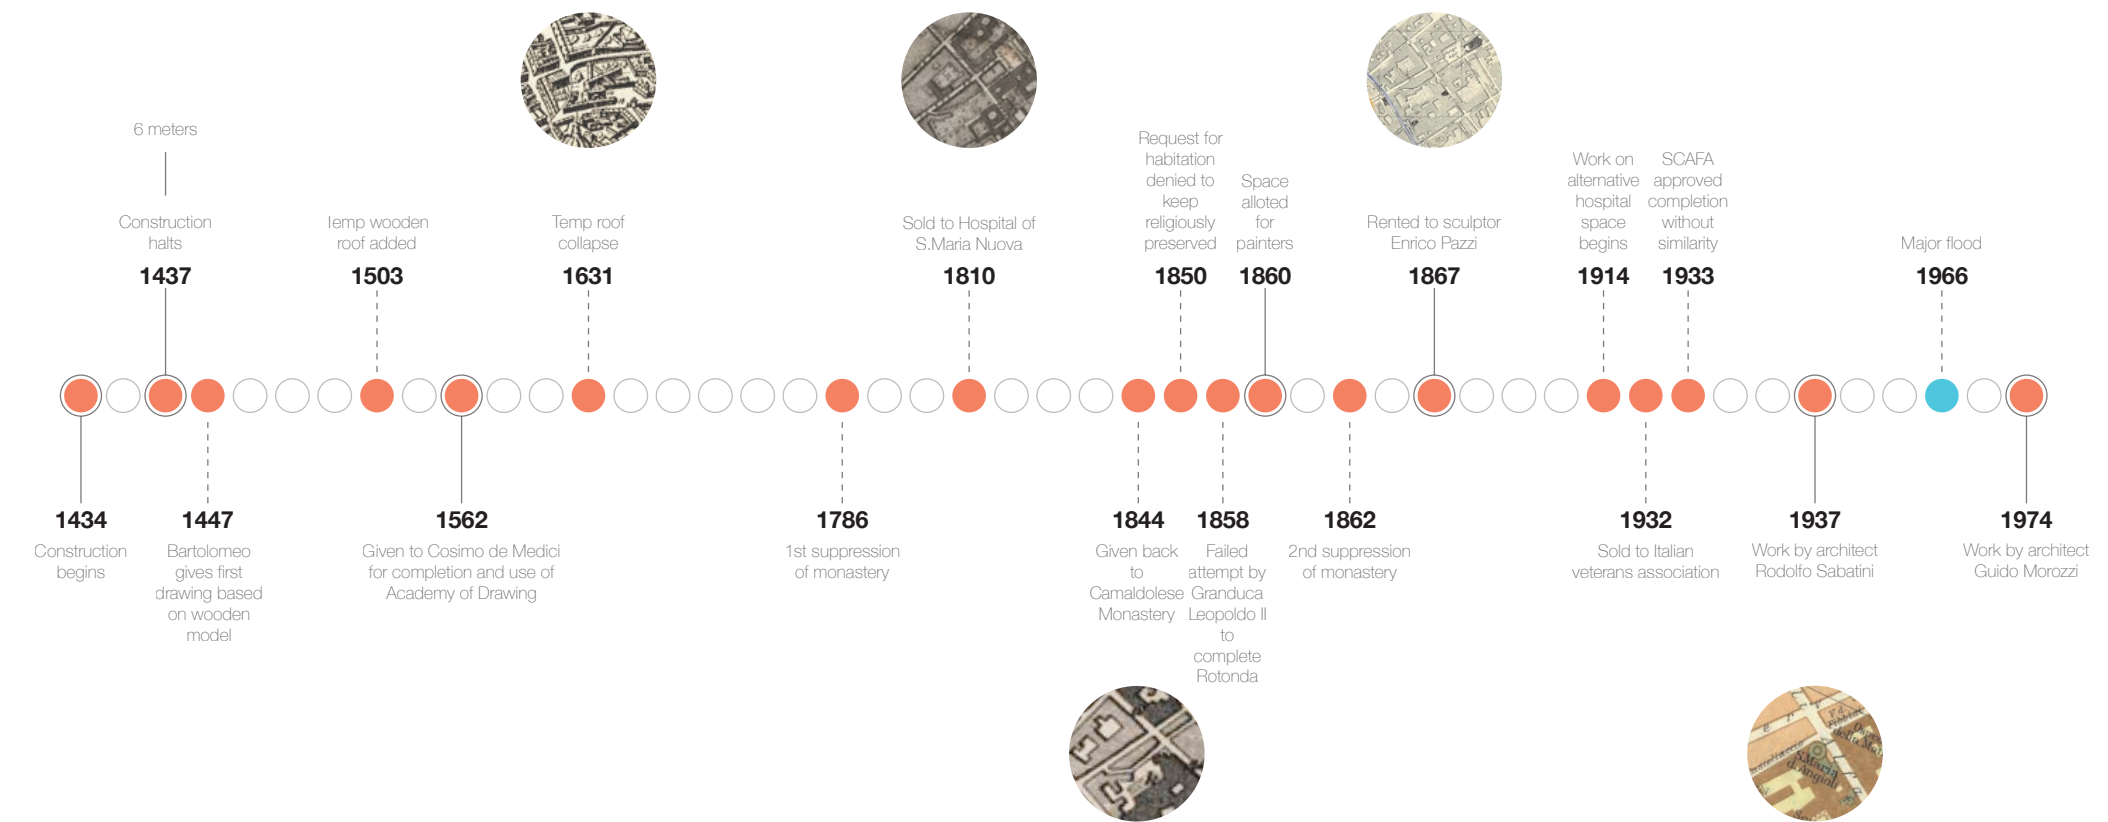 6 meters
Construction
halts
1437
Temp wooden
roof added
1503
Temp roof
collapse
1631
Sold to Hospital of
S.Maria Nuova
1810
Request for
habitation
denied to
keep
religiously
preserved
1850
Space
alloted
for
painters
1860
Rented to sculptor
Enrico Pazzi
1867
Work on
alternative
hospital
space
begins
1914
SCAFA
approved
completion
without
similarity
1933
Major flood
1966
1434
Construction
begins
1447
Bartolomeo
gives first
drawing based
on wooden
model
1562
Given to Cosimo de Medici
for completion and use of
Academy of Drawing
1786
1st suppression
of monastery
1844
Given back
to
Camaldolese
Monastery
1858
Failed
attempt by
Granduca
Leopoldo II
to
complete
Rotonda
1862
2nd suppression
of monastery
1932
Sold to Italian
veterans association
1937
Work by architect
Rodolfo Sabatini
1974
Work by architect
Guido Morozzi
S.Maria
d.Angioli